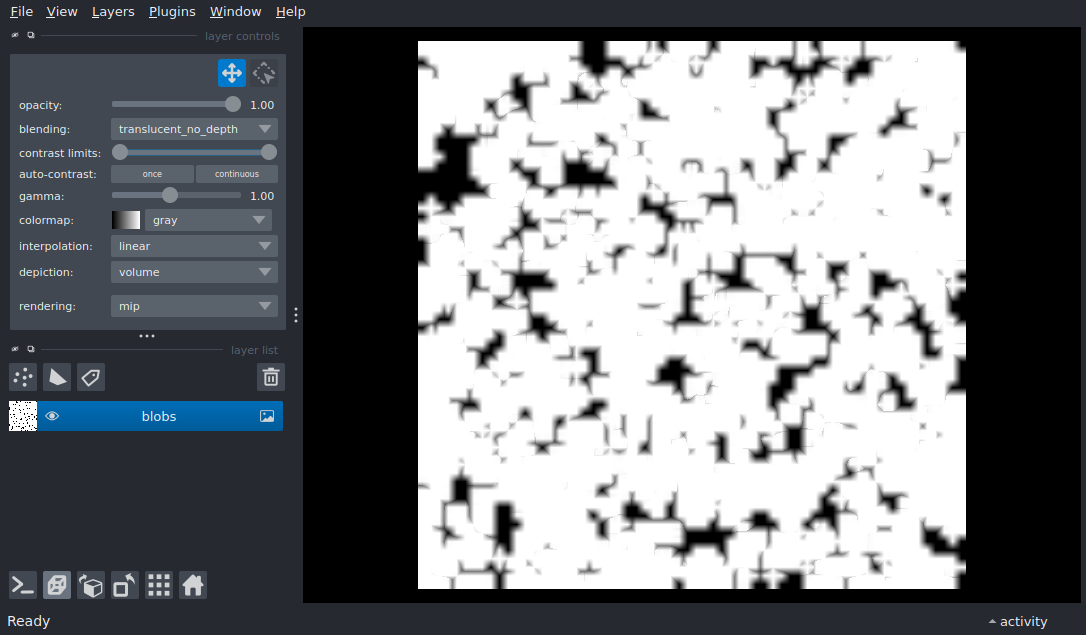 File View Layers Plugins Window Help
layer controls
opacity: 1.00
blending: translucent_no_depth
contrast limits:
auto-contrast: once continuous
gamma: 1.00
colormap: gray
interpolation: linear
depiction: volume
rendering: mip
layer list
blobs
Ready
activity